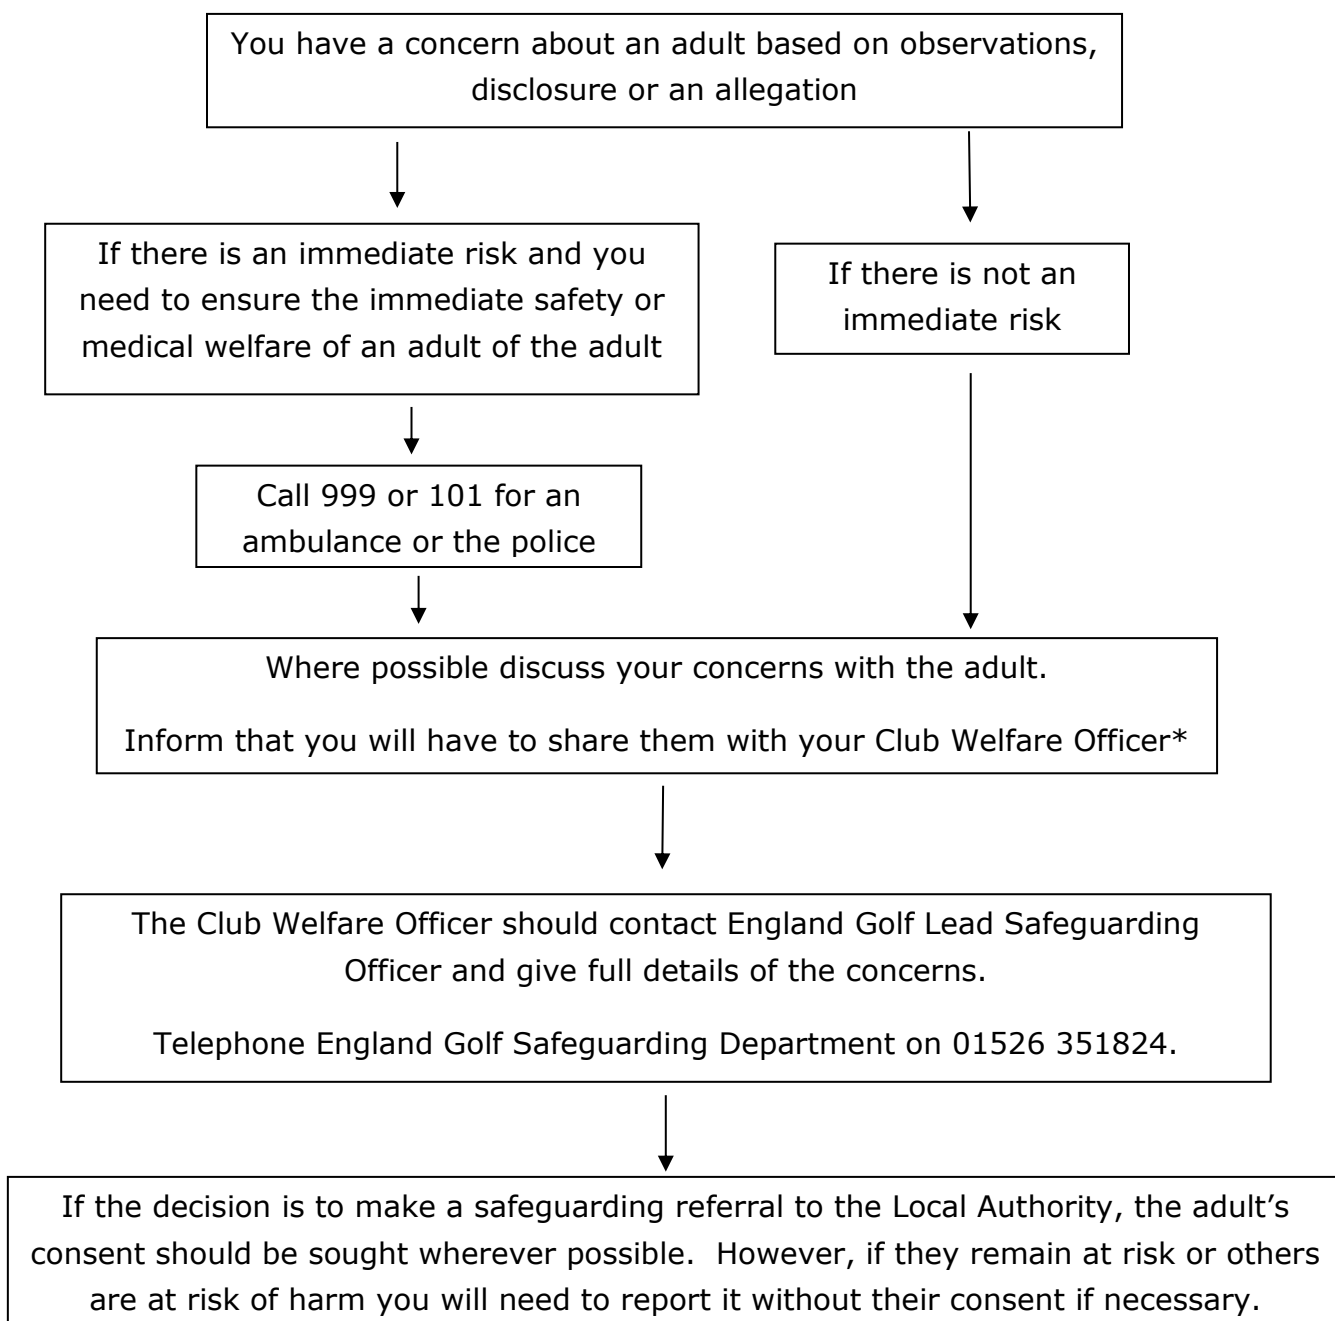 You have a concern about an adult based on observations,
disclosure or an allegation
If there is an immediate risk and you
need to ensure the immediate safety or
medical welfare of an adult of the adult
If there is not an
immediate risk
Call 999 or 101 for an
ambulance or the police
Where possible discuss your concerns with the adult.
Inform that you will have to share them with your Club Welfare Officer*
The Club Welfare Officer should contact England Golf Lead Safeguarding
Officer and give full details of the concerns.
Telephone England Golf Safeguarding Department on 01526 351824.
If the decision is to make a safeguarding referral to the Local Authority, the adult’s
consent should be sought wherever possible.  However, if they remain at risk or others
are at risk of harm you will need to report it without their consent if necessary.